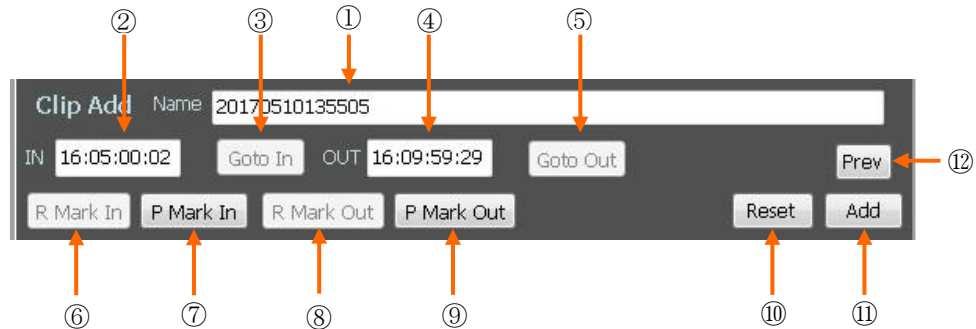 ② ③ ① ④ ⑤
Clip Add Name 20170510135505
IN 16:05:00:02 Goto In OUT 16:09:59:29 Goto Out Prev ⑫
R Mark In P Mark In R Mark Out P Mark Out Reset Add
⑥ ⑦ ⑧ ⑨ ⑩ ⑪